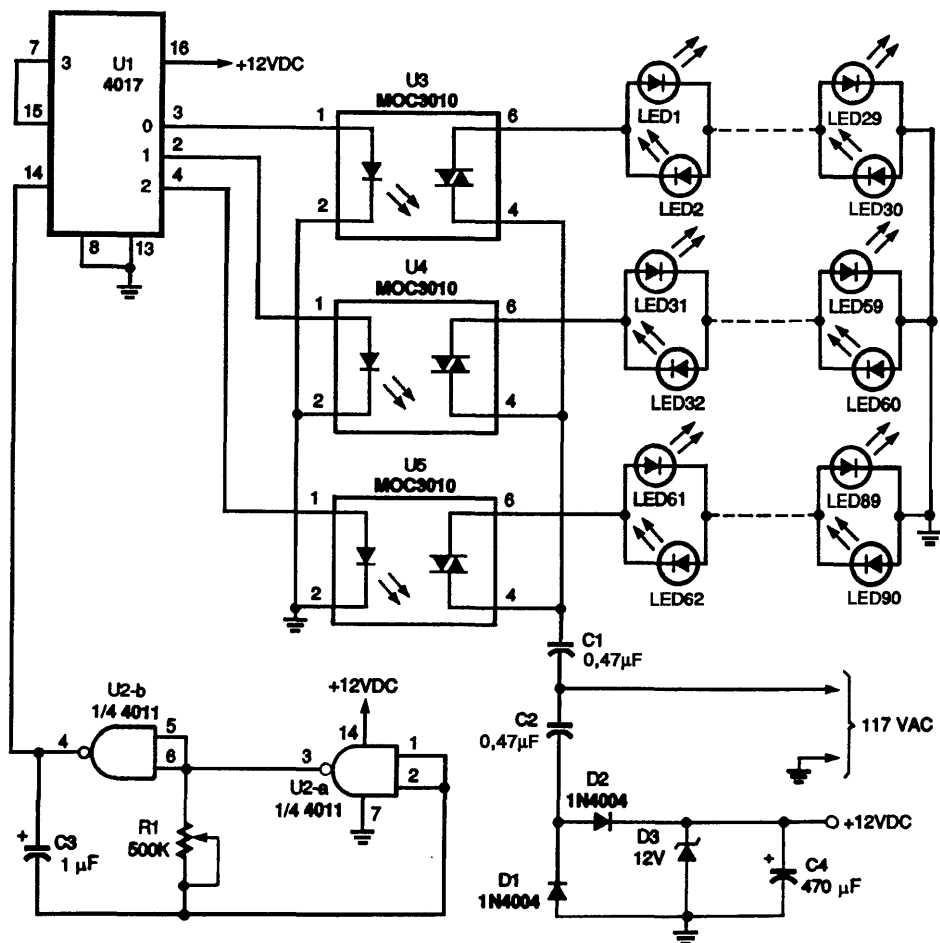 7
3
U1
4017
16
+12VDC
15
0
3
1
2
14
2
4
8
13
U3
MOC3010
1
6
2
4
U4
MOC3010
1
6
2
4
U5
MOC3010
1
6
2
4
LED1
LED2
LED29
LED30
LED31
LED32
LED59
LED60
LED61
LED62
LED89
LED90
C1
0,47µF
C2
0,47µF
117 VAC
U2-b
1/4 4011
4
5
6
+12VDC
14
3
1
2
U2-a
1/4 4011
7
R1
500K
+
C3
1 µF
D2
1N4004
D1
1N4004
D3
12V
+12VDC
+
C4
470 µF